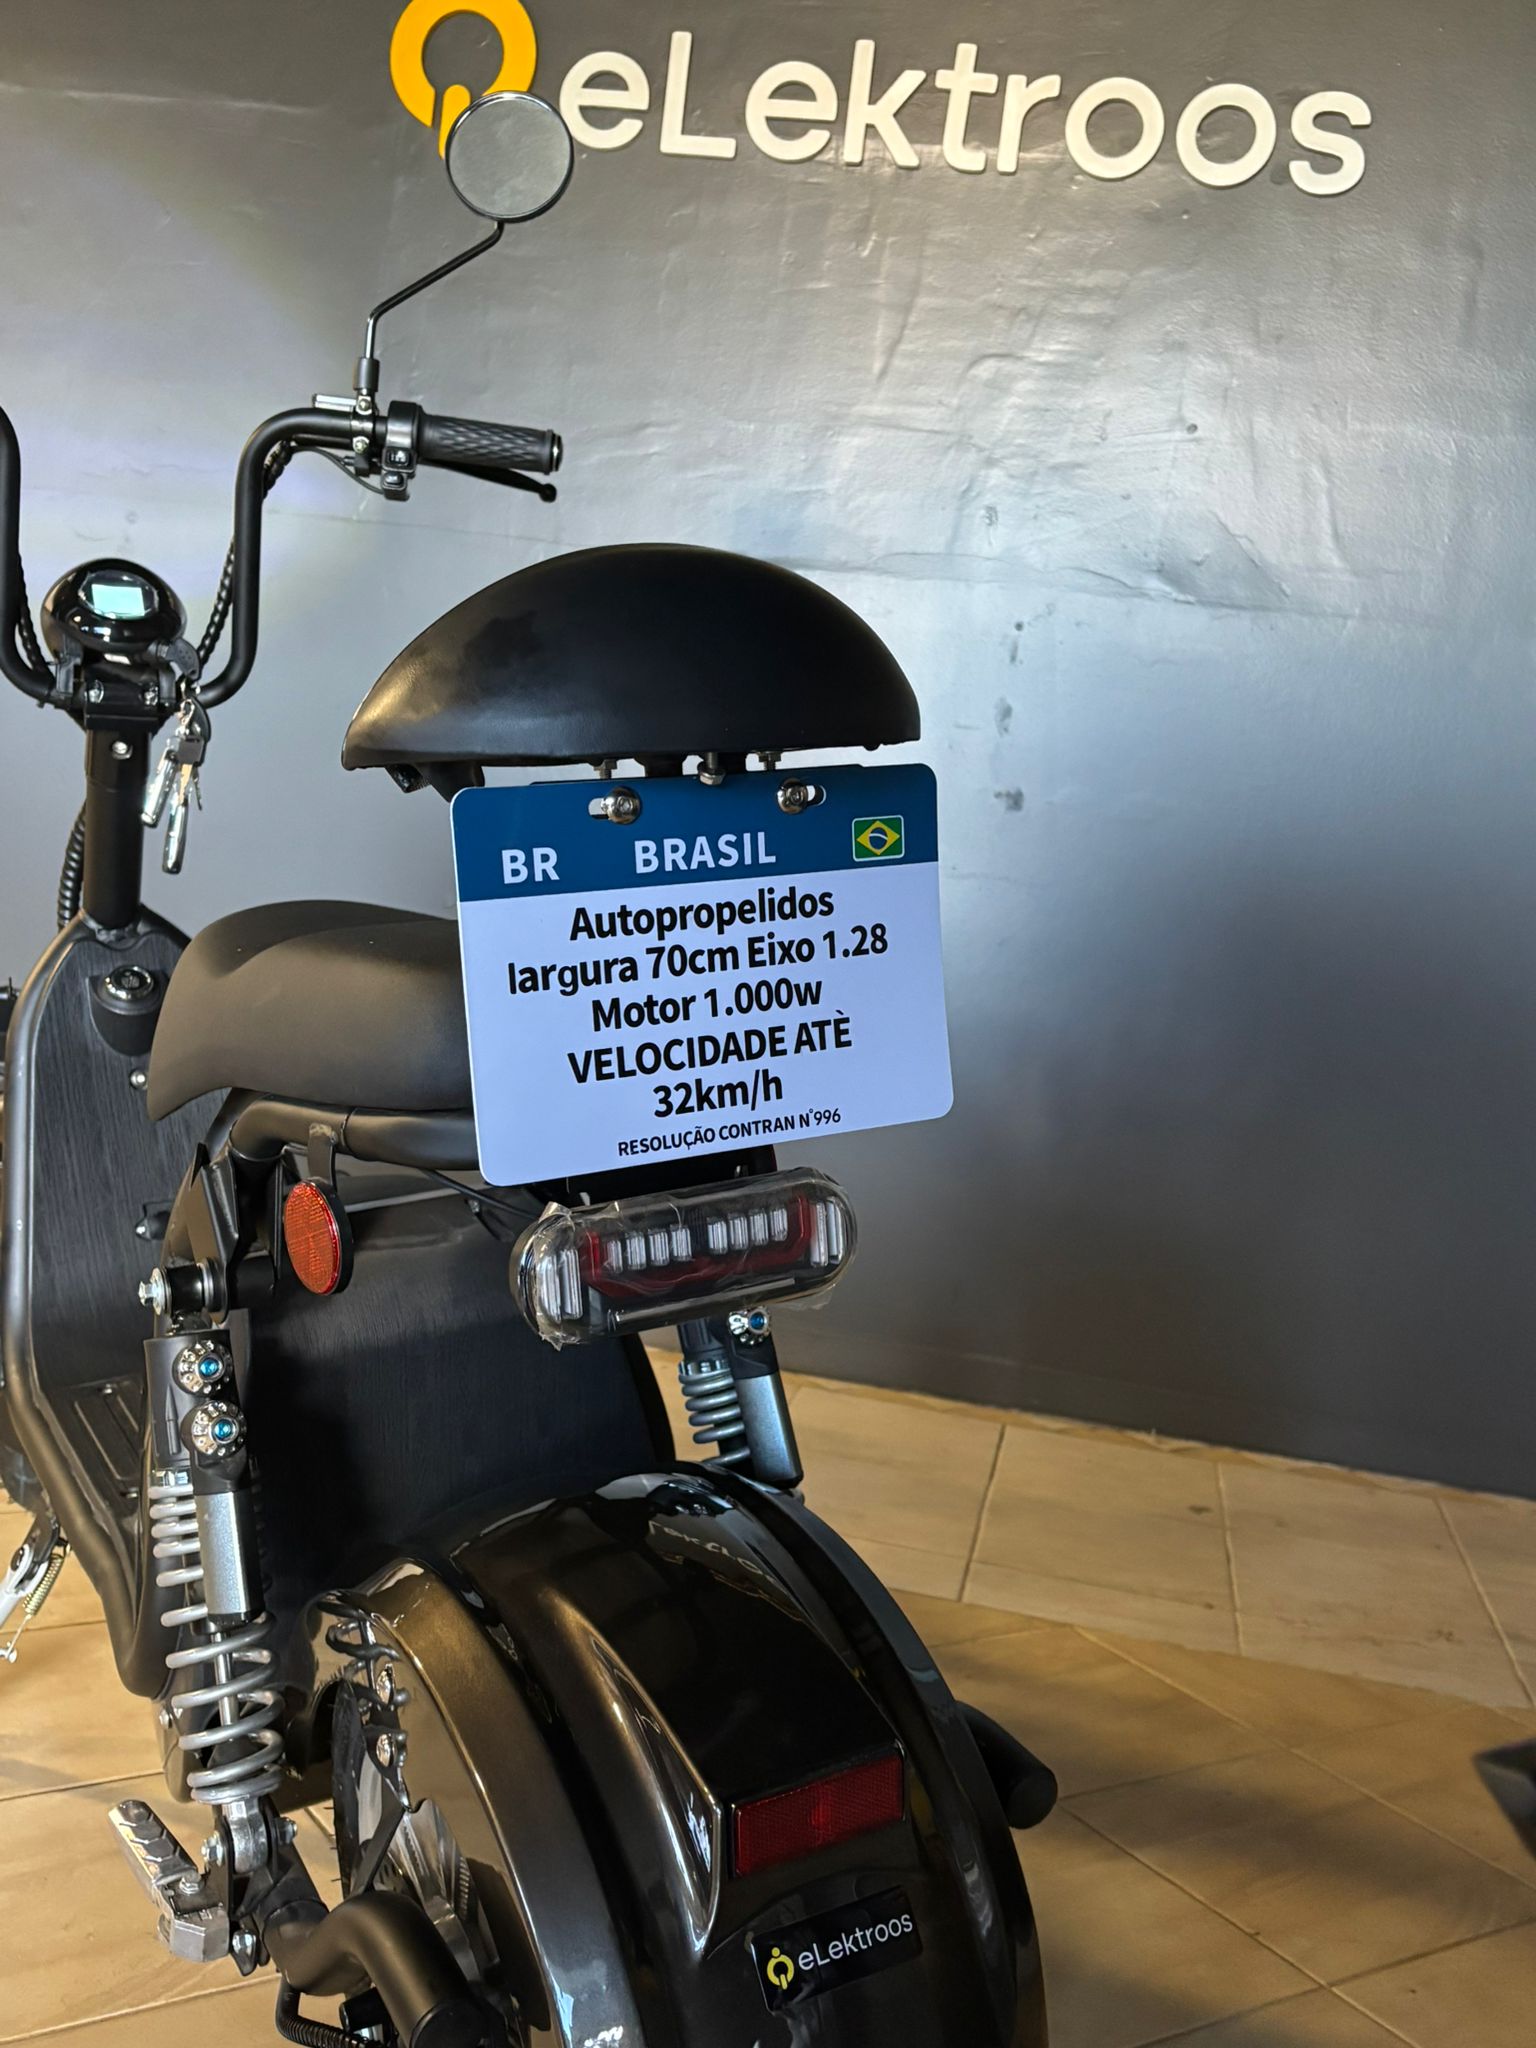 eLektroos
BR BRASIL
Autopropelidos
largura 70cm Eixo 1.28
Motor 1.000w
VELOCIDADE ATÈ
32km/h
RESOLUÇÃO CONTRAN N°996
eLektroos